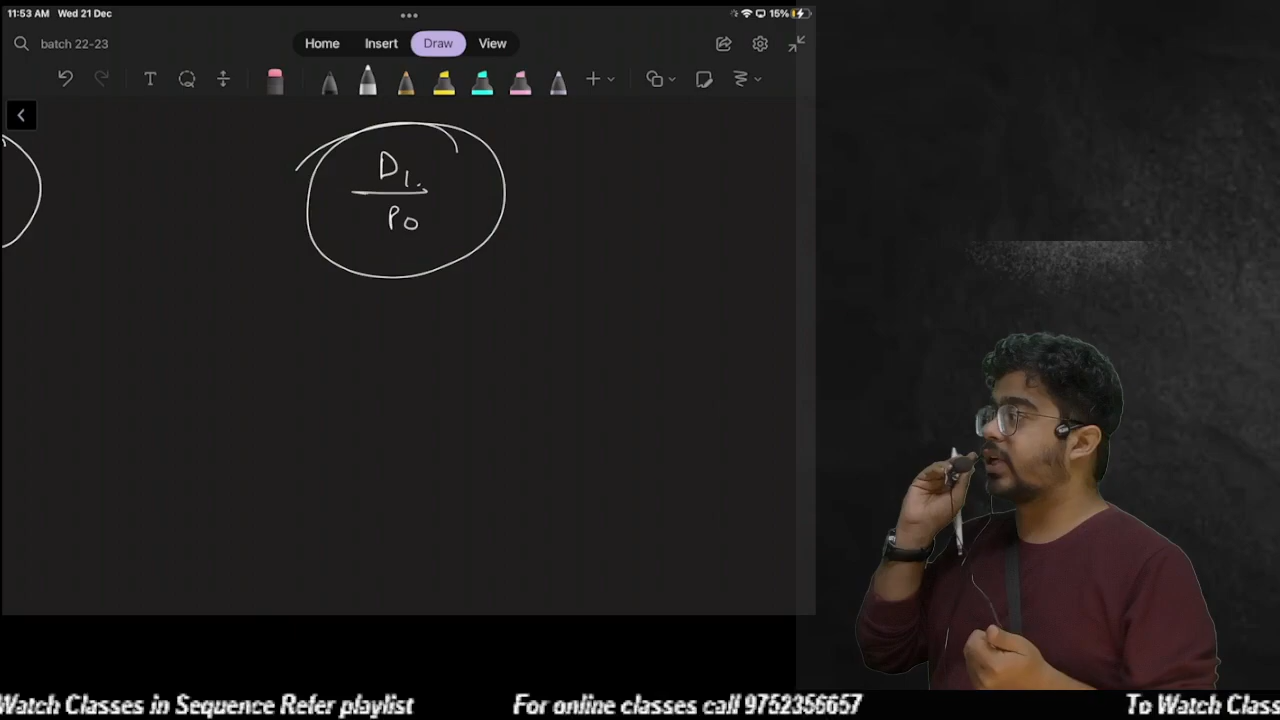 11:53 AM Wed 21 Dec
15%
batch 22-23
Home Insert Draw View
T
D1.
P0
Watch Classes in Sequence Refer playlist For online classes call 9752356657 To Watch Class